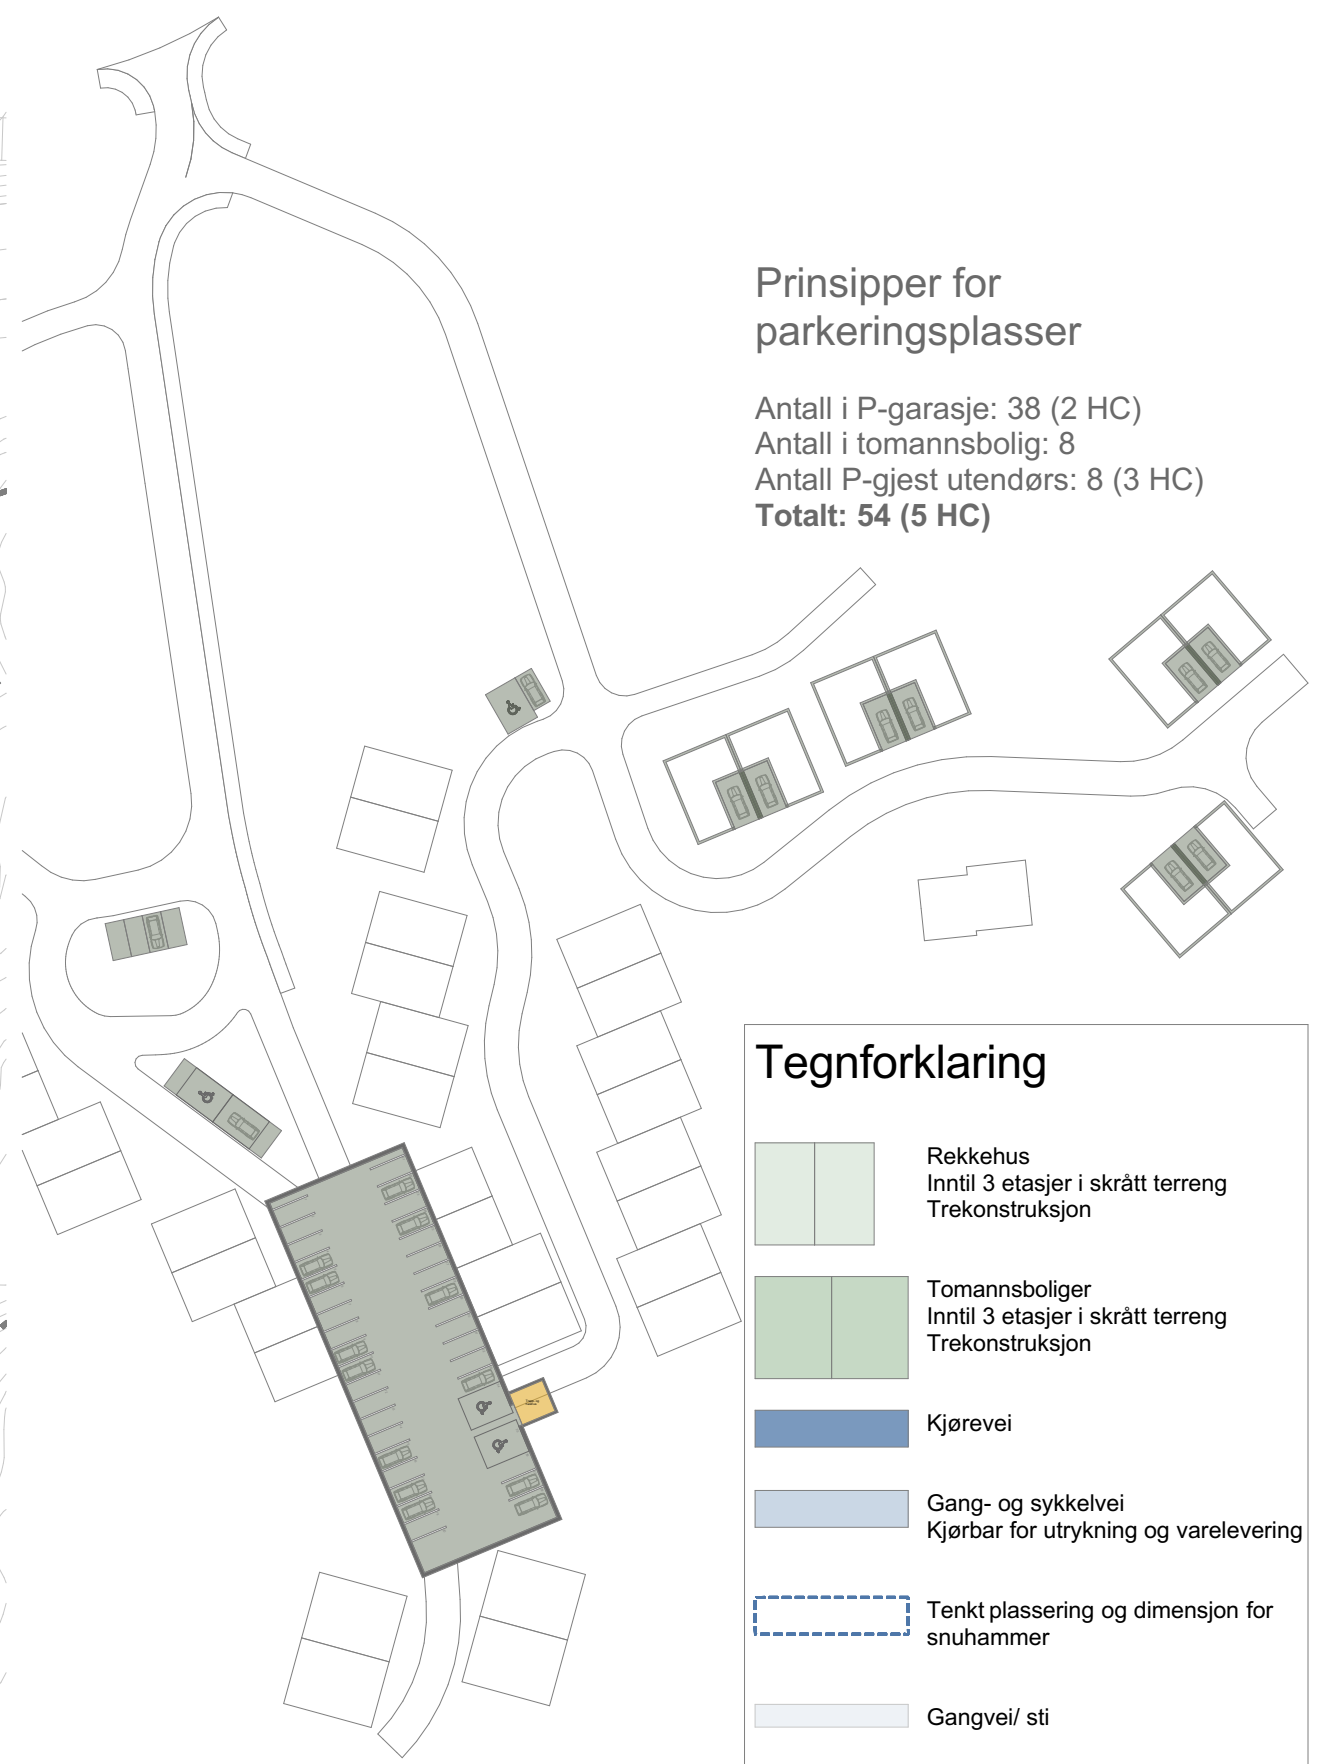 Prinsipper for
parkeringsplasser
Antall i P-garasje: 38 (2 HC)
Antall i tomannsbolig: 8
Antall P-gjest utendørs: 8 (3 HC)
Totalt: 54 (5 HC)
Tegnforklaring
Rekkehus
Inntil 3 etasjer i skrått terreng
Trekonstruksjon
Tomannsboliger
Inntil 3 etasjer i skrått terreng
Trekonstruksjon
Kjørevei
Gang- og sykkelvei
Kjørbar for utrykning og varelevering
Tenkt plassering og dimensjon for
snuhammer
Gangvei/ sti